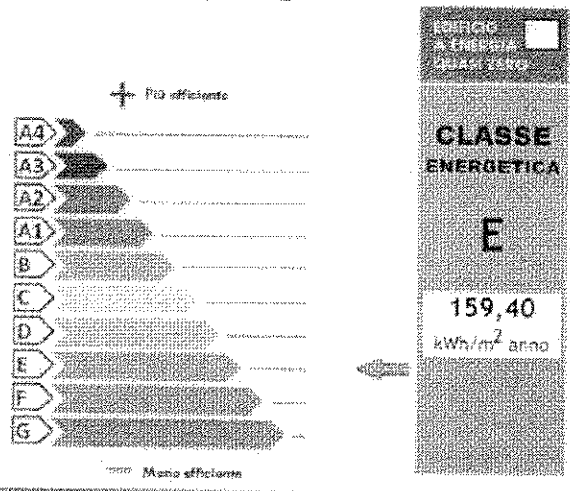 + Più efficiente
A4
A3
A2
A1
B
C
D
E
F
G
— Meno efficiente
EDIFICIO
A ENERGIA
QUASI ZERO
CLASSE
ENERGETICA
E
159,40
kWh/m² anno